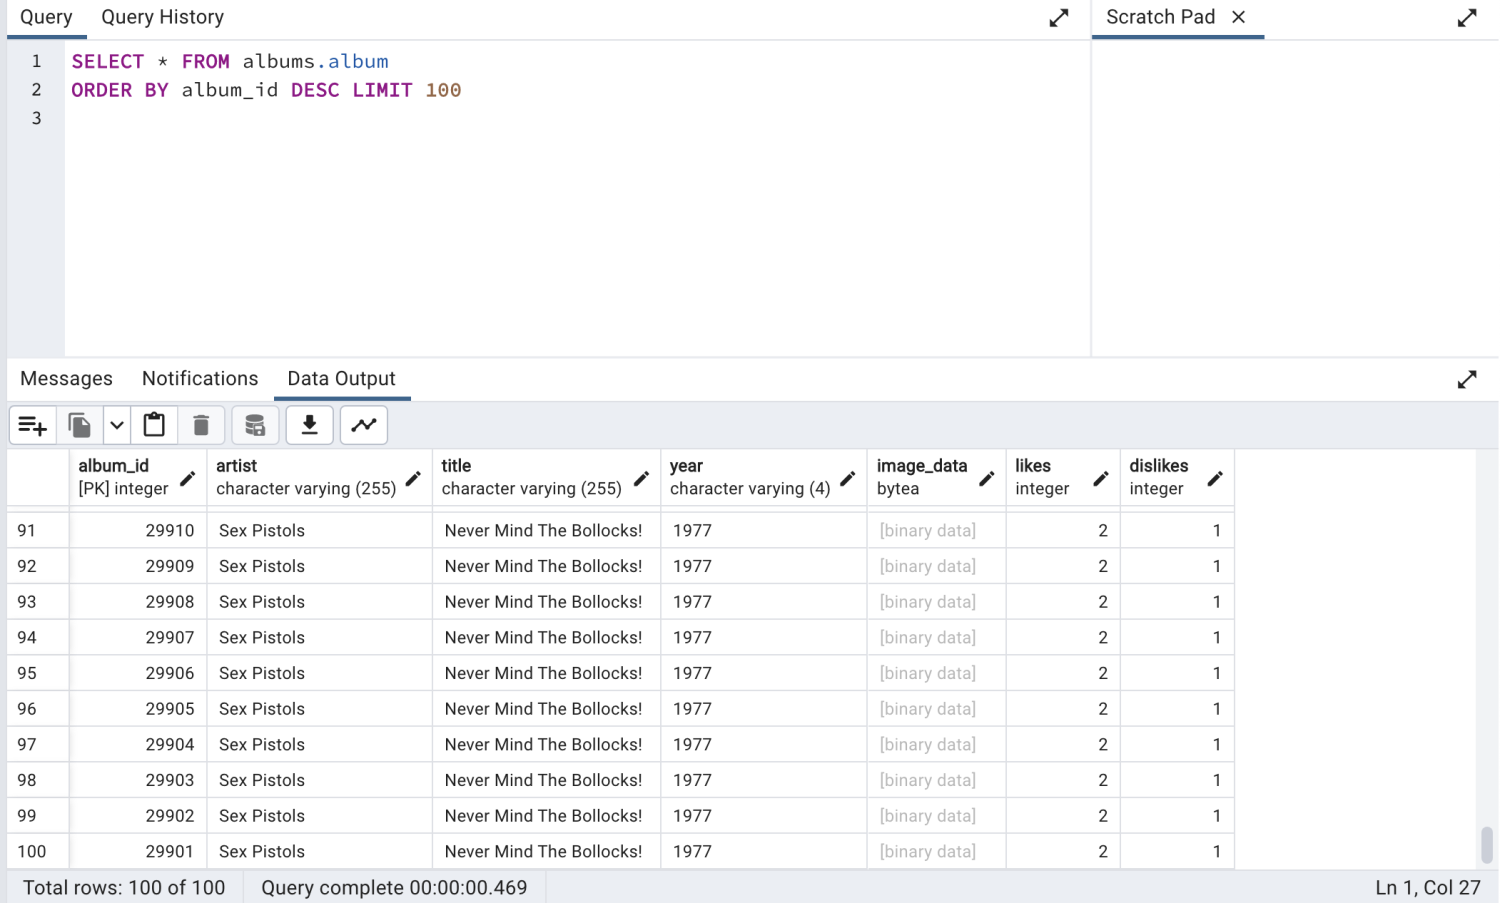 Query Query History Scratch Pad
1 SELECT * FROM albums.album
2 ORDER BY album_id DESC LIMIT 100
3
Messages Notifications Data Output
album_id artist title year image_data likes dislikes
[PK] integer character varying (255) character varying (255) character varying (4) bytea integer integer
91 29910 Sex Pistols Never Mind The Bollocks! 1977 [binary data] 2 1
92 29909 Sex Pistols Never Mind The Bollocks! 1977 [binary data] 2 1
93 29908 Sex Pistols Never Mind The Bollocks! 1977 [binary data] 2 1
94 29907 Sex Pistols Never Mind The Bollocks! 1977 [binary data] 2 1
95 29906 Sex Pistols Never Mind The Bollocks! 1977 [binary data] 2 1
96 29905 Sex Pistols Never Mind The Bollocks! 1977 [binary data] 2 1
97 29904 Sex Pistols Never Mind The Bollocks! 1977 [binary data] 2 1
98 29903 Sex Pistols Never Mind The Bollocks! 1977 [binary data] 2 1
99 29902 Sex Pistols Never Mind The Bollocks! 1977 [binary data] 2 1
100 29901 Sex Pistols Never Mind The Bollocks! 1977 [binary data] 2 1
Total rows: 100 of 100 Query complete 00:00:00.469 Ln 1, Col 27